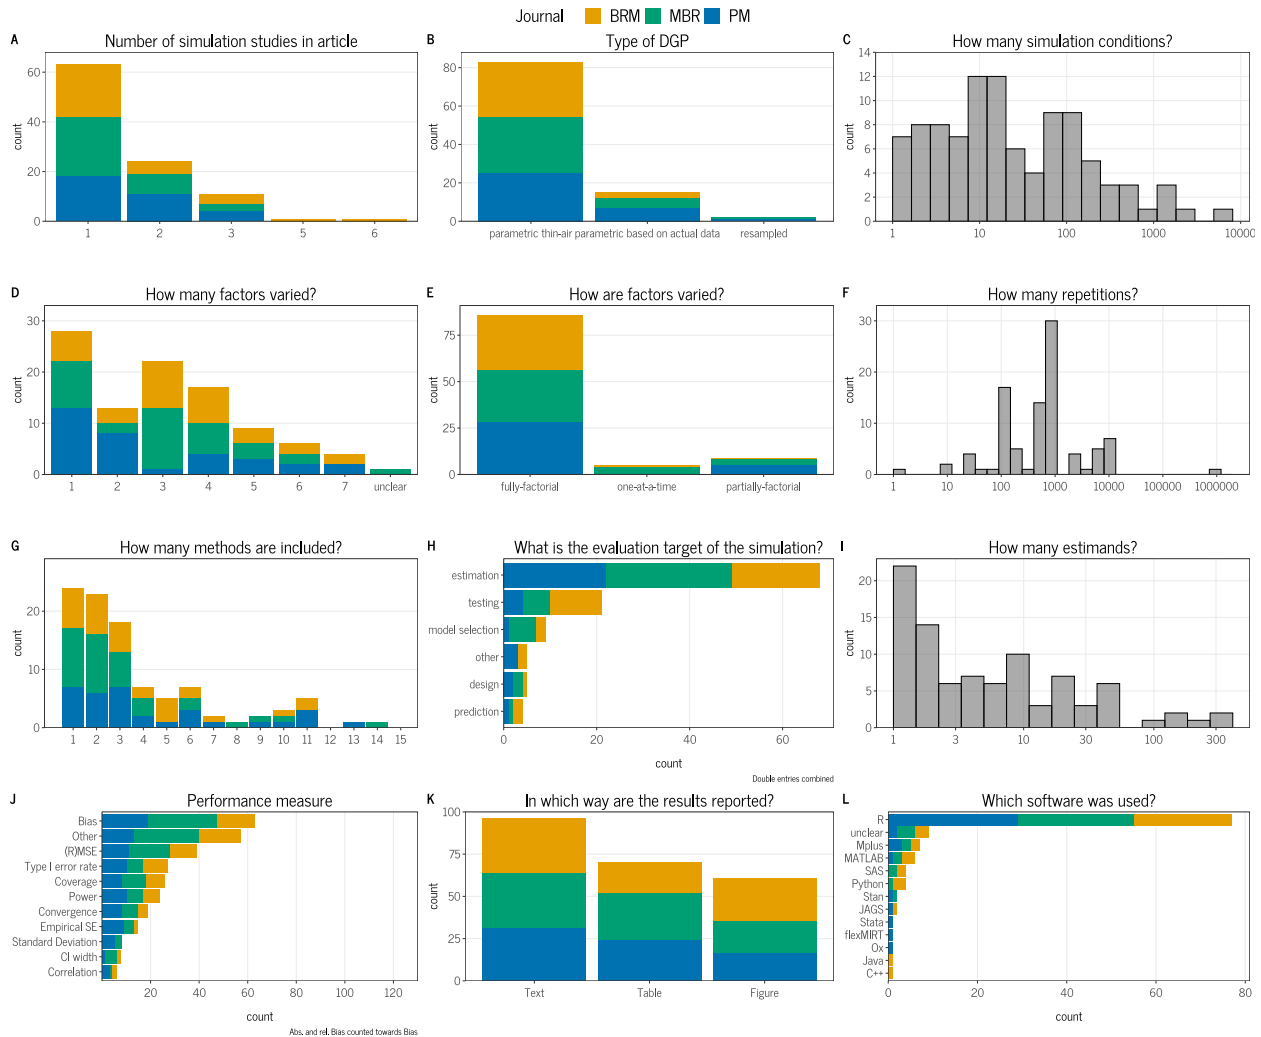 Journal BRM MBR PM
A Number of simulation studies in article
count
60
40
20
0
1 2 3 5 6
B Type of DGP
count
80
60
40
20
0
parametric thin-air parametric based on actual data resampled
C How many simulation conditions?
count
14
12
10
8
6
4
2
0
1 10 100 1000 10000
D How many factors varied?
count
30
20
10
0
1 2 3 4 5 6 7 unclear
E How are factors varied?
count
75
50
25
0
fully-factorial one-at-a-time partially-factorial
F How many repetitions?
count
30
20
10
0
1 10 100 1000 10000 100000 1000000
G How many methods are included?
count
20
10
0
1 2 3 4 5 6 7 8 9 10 11 12 13 14 15
H What is the evaluation target of the simulation?
estimation
testing
model selection
other
design
prediction
0 20 40 60
count
Double entries combined
I How many estimands?
count
20
15
10
5
0
1 3 10 30 100 300
J Performance measure
Bias
Other
(R)MSE
Type I error rate
Coverage
Power
Convergence
Empirical SE
Standard Deviation
CI width
Correlation
20 40 60 80 100 120
count
Abs. and rel. Bias counted towards Bias
K In which way are the results reported?
count
100
75
50
25
0
Text Table Figure
L Which software was used?
R
unclear
Mplus
MATLAB
SAS
Python
Stan
JAGS
Stata
flexMIRT
Ox
Java
C++
0 20 40 60 80
count